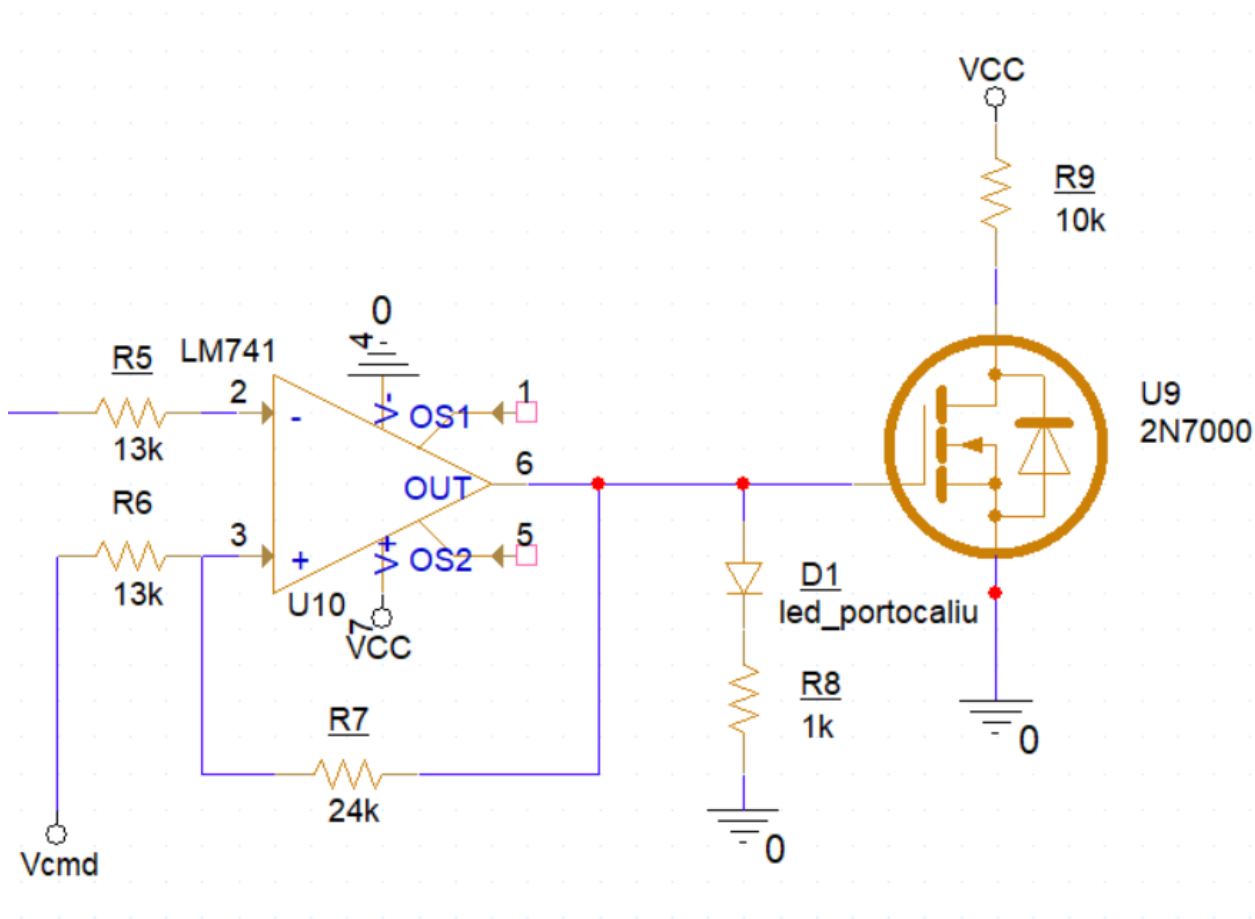 VCC
R9
10k
0
4
R5
LM741
2
-
V-
OS1
1
13k
U9
2N7000
6
OUT
R6
3
+
V+
OS2
5
13k
U10
7
VCC
D1
led_portocaliu
R8
1k
R7
24k
0
0
Vcmd